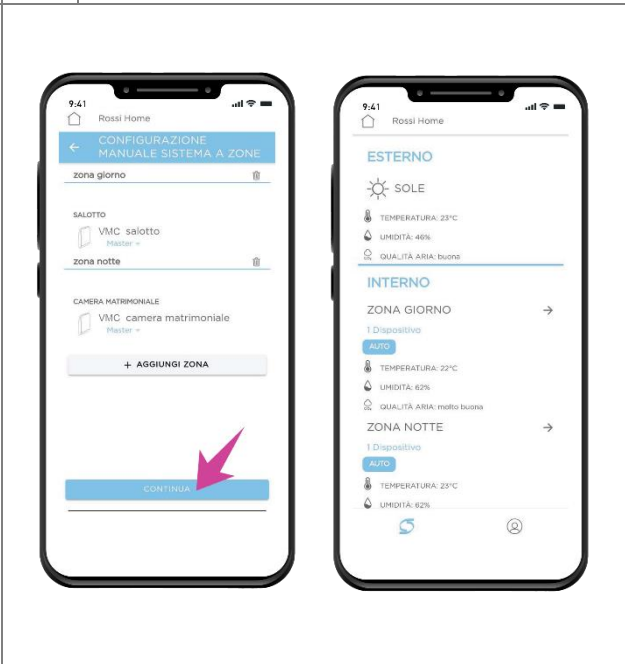 9:41
Rossi Home
CONFIGURAZIONE
MANUALE SISTEMA A ZONE
zona giorno
SALOTTO
VMC salotto
Master
zona notte
CAMERA MATRIMONIALE
VMC camera matrimoniale
Master
+ AGGIUNGI ZONA
CONTINUA
9:41
Rossi Home
ESTERNO
SOLE
TEMPERATURA: 23°C
UMIDITÀ: 46%
QUALITÀ ARIA: buona
INTERNO
ZONA GIORNO
1 Dispositivo
AUTO
TEMPERATURA: 22°C
UMIDITÀ: 62%
QUALITÀ ARIA: molto buona
ZONA NOTTE
1 Dispositivo
AUTO
TEMPERATURA: 23°C
UMIDITÀ: 62%